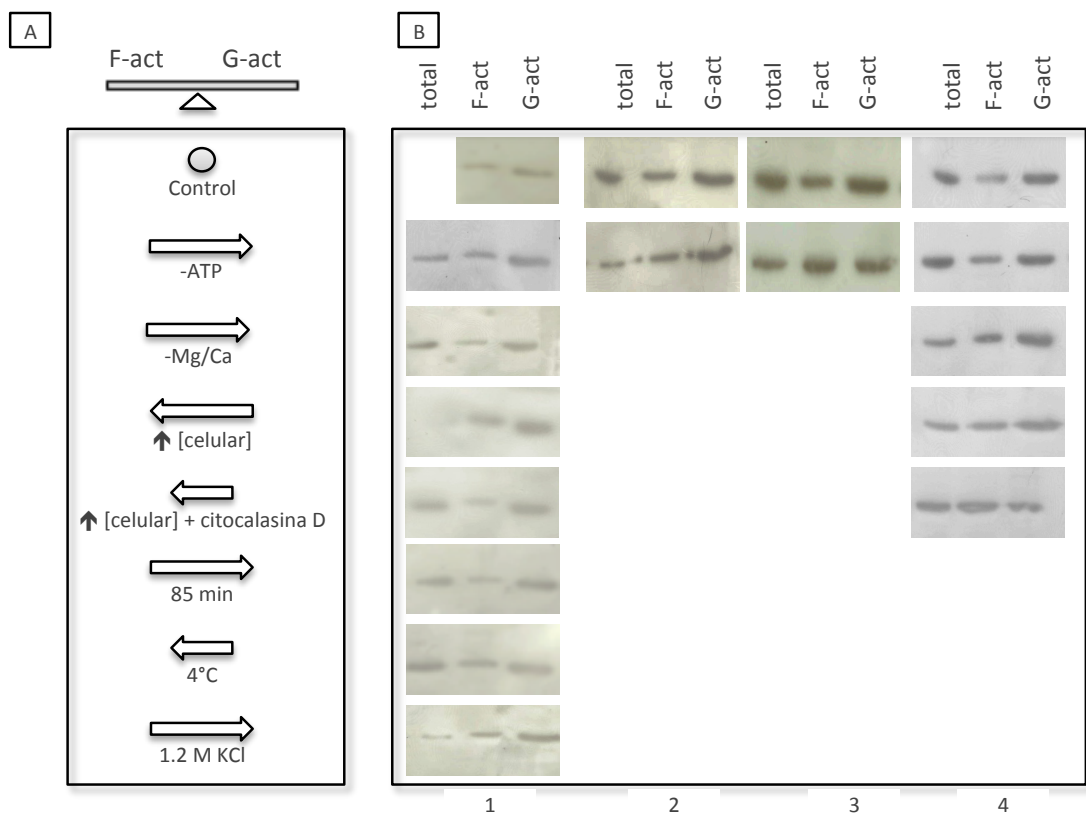 A
F-act G-act
Control
-ATP
-Mg/Ca
↑ [celular]
↑ [celular] + citocalasina D
85 min
4°C
1.2 M KCl
B
total F-act G-act total F-act G-act total F-act G-act total F-act G-act
1 2 3 4